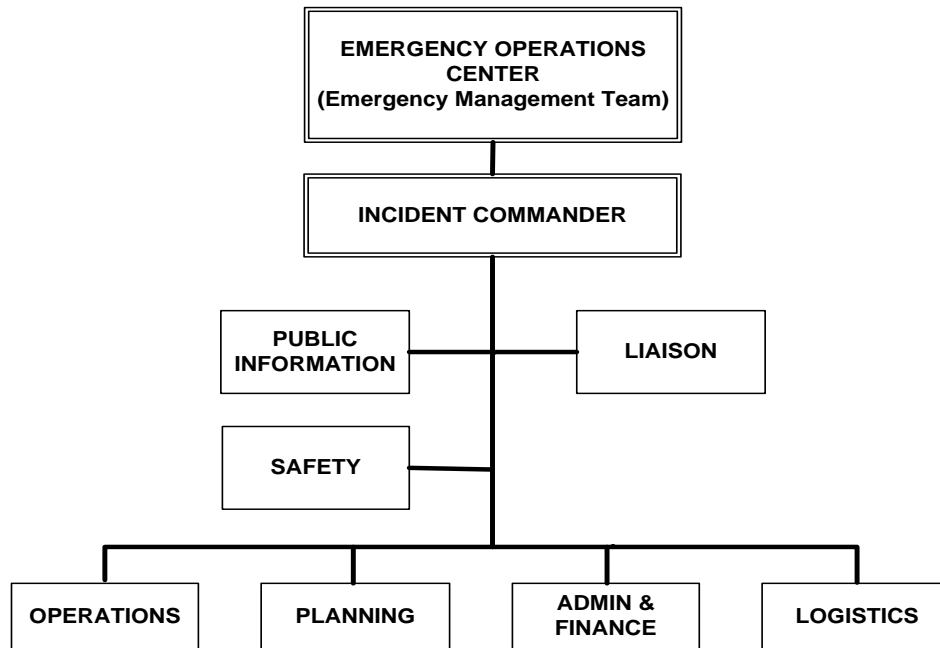 EMERGENCY OPERATIONS
CENTER
(Emergency Management Team)
INCIDENT COMMANDER
PUBLIC
INFORMATION
LIAISON
SAFETY
OPERATIONS
PLANNING
ADMIN &
FINANCE
LOGISTICS